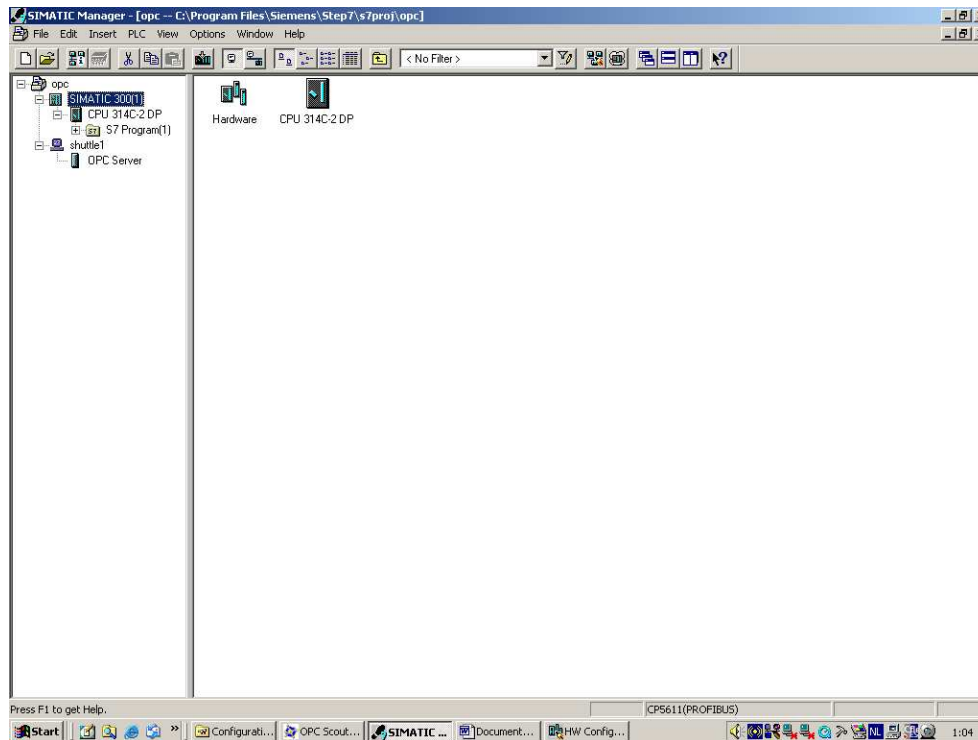 SIMATIC Manager - [opc -- C:\Program Files\Siemens\Step7\s7proj\opc]
File Edit Insert PLC View Options Window Help
< No Filter >
opc
SIMATIC 300(1)
CPU 314C-2 DP
S7 Program(1)
shuttle1
OPC Server
Hardware
CPU 314C-2 DP
Press F1 to get Help.
CP5611(PROFIBUS)
Start
»
Configurati...
OPC Scout...
SIMATIC ...
Document...
HW Config...
NL
1:04